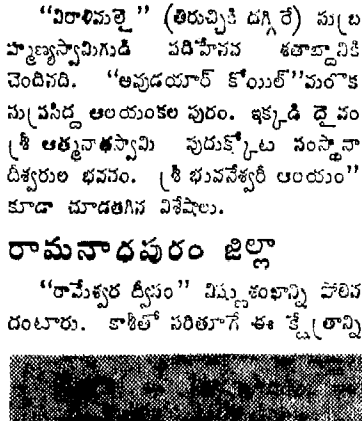 “విరాళిమలై” (తిరుచ్చికి దగ్గిరే) సుబ్ర
హ్మణ్యస్వామిగుడి పదిహేనవ శతాబ్దానికి
చెందినది. “ఆవుడయార్ కోయిల్”మరొక
సుప్రసిద్ధ ఆలయంకల పురం. ఇక్కడి దైవం
శ్రీ ఆత్మనాథస్వామి పుదుక్కోట సంస్థానా
ధీశ్వరుల భవనం. శ్రీ భువనేశ్వరీ ఆలయం”
కూడా చూడతగిన విశేషాలు.
రామనాధపురం జిల్లా
“రామేశ్వర ద్వీపం” విష్ణుశంఖాన్ని పోలిన
దంటారు. కాశీతో సరితూగే ఈ క్షేత్రాన్ని